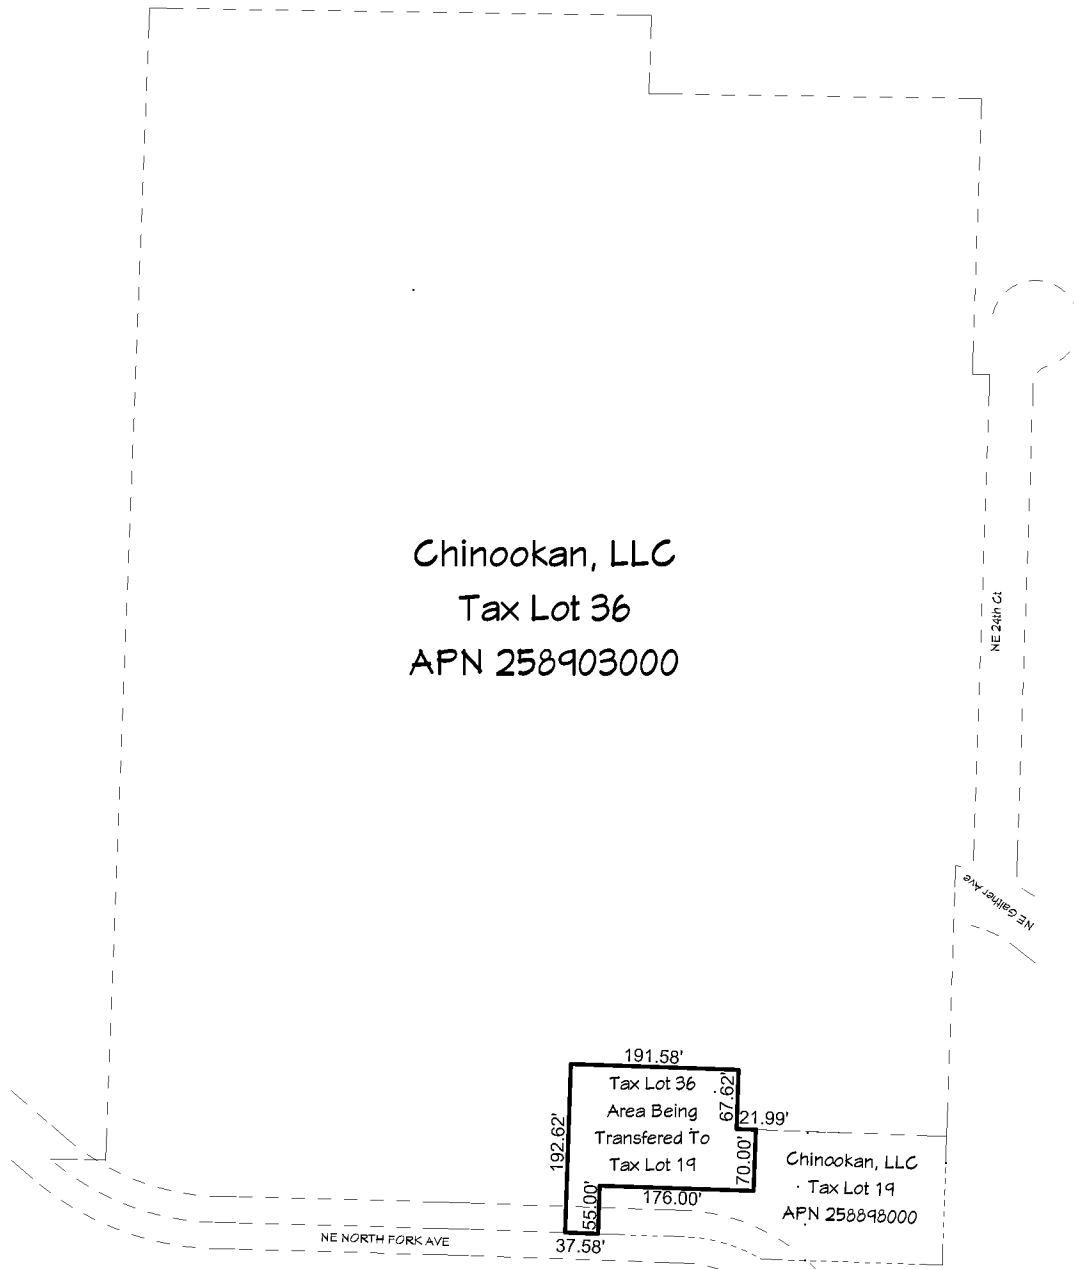 Chinookan, LLC
Tax Lot 36
APN 258903000
NE 24th Ct
NE Gaither Ave
191.58'
Tax Lot 36
Area Being
Transfered To
Tax Lot 19
67.62'
21.99'
192.62'
70.00'
176.00'
55.00'
37.58'
Chinookan, LLC
Tax Lot 19
APN 258898000
NE NORTH FORK AVE